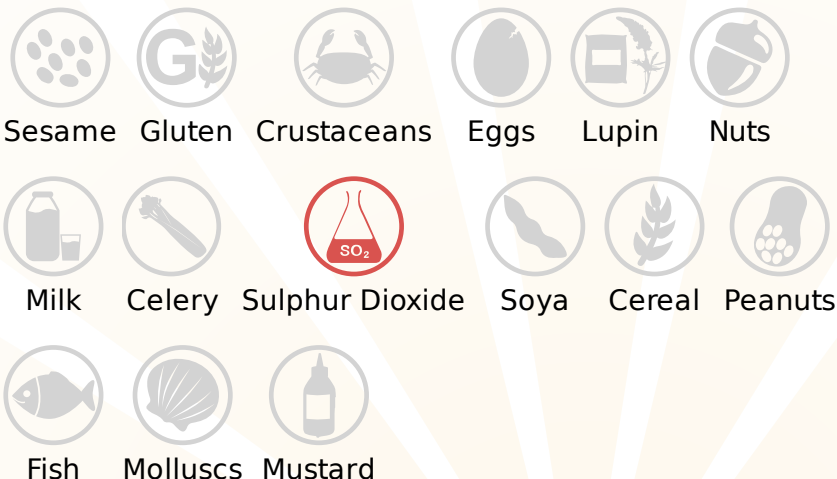 G
Sesame Gluten Crustaceans Eggs Lupin Nuts
SO₂
Milk Celery Sulphur Dioxide Soya Cereal Peanuts
Fish Molluscs Mustard